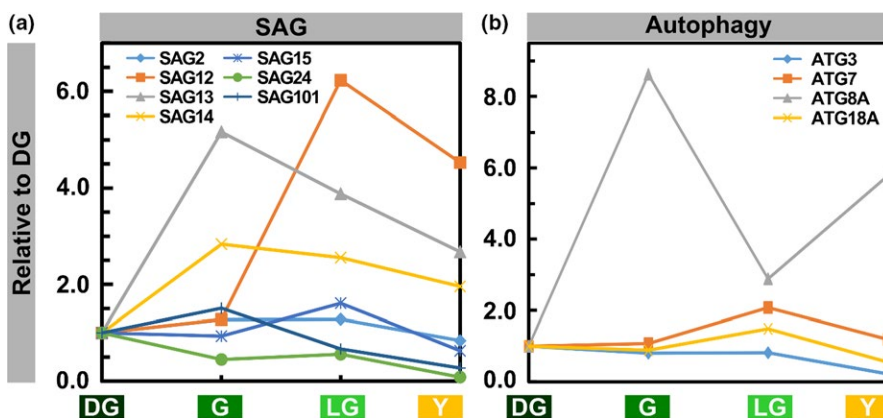 (a) SAG
(b) Autophagy
Relative to DG
6.0
4.0
2.0
0.0
SAG2 SAG15
SAG12 SAG24
SAG13 SAG101
SAG14
DG G LG Y
8.0
6.0
4.0
2.0
0.0
ATG3
ATG7
ATG8A
ATG18A
DG G LG Y